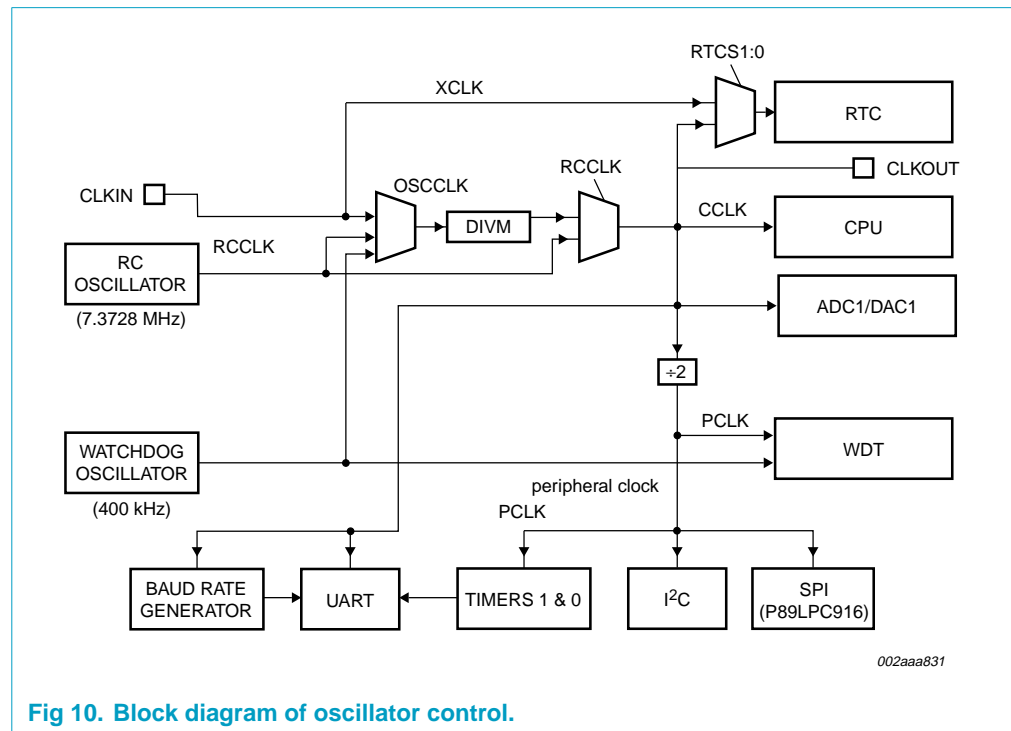 RTCS1:0
XCLK
RTC
CLKIN
OSCCLK
RCCLK
CLKOUT
DIVM
CCLK
CPU
RCCLK
RC
OSCILLATOR
(7.3728 MHz)
ADC1/DAC1
÷2
PCLK
WATCHDOG
OSCILLATOR
(400 kHz)
WDT
peripheral clock
PCLK
BAUD RATE
GENERATOR
UART
TIMERS 1 & 0
I²C
SPI
(P89LPC916)
002aaa831
Fig 10. Block diagram of oscillator control.